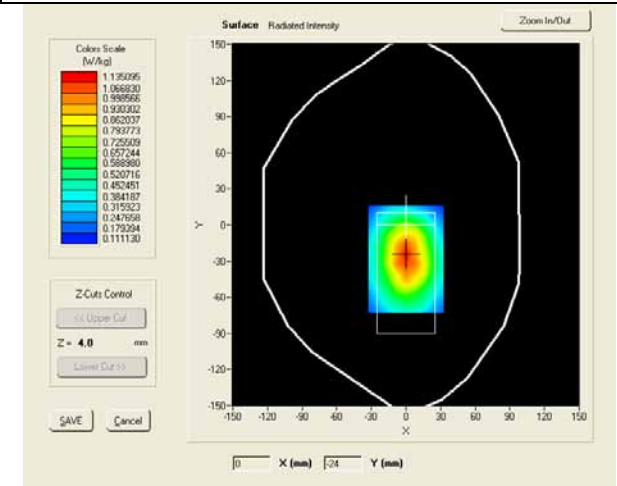 Surface Radiated Intensity
Zoom In/Out
Colors Scale
(W/kg)
1.135095
1.066830
0.998566
0.930302
0.862037
0.793773
0.725509
0.657244
0.588980
0.520716
0.452451
0.384187
0.315923
0.247658
0.179394
0.111130
150
120
90
60
30
0
-30
-60
-90
-120
-150
Y
-150 -120 -90 -60 -30 0 30 60 90 120 150
X
Z-Cuts Control
<< Upper Cut
Z = 4.0 mm
Lower Cut >>
SAVE Cancel
0 X (mm) -24 Y (mm)